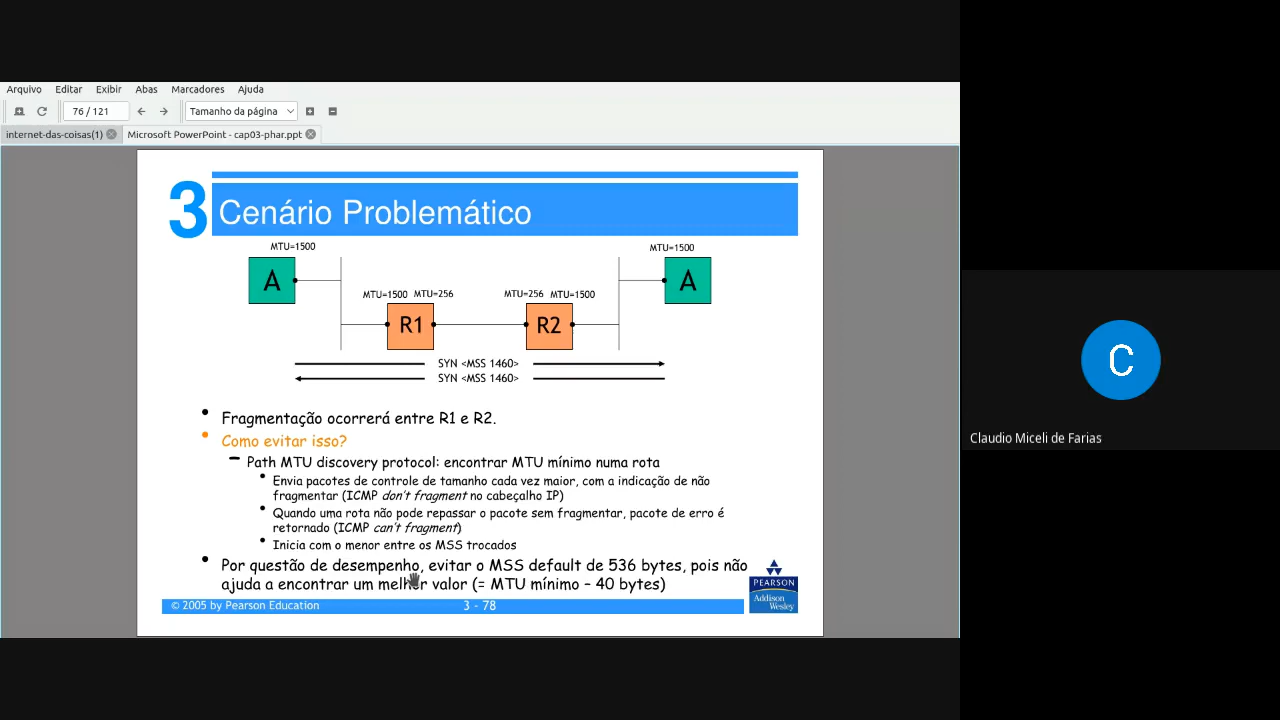 Arquivo Editar Exibir Abas Marcadores Ajuda
76 / 121 Tamanho da página
internet-das-coisas(1) Microsoft PowerPoint - cap03-phar.ppt
3 Cenário Problemático
MTU=1500 MTU=1500
A A
MTU=1500 MTU=256 MTU=256 MTU=1500
R1 R2
SYN <MSS 1460>
SYN <MSS 1460>
• Fragmentação ocorrerá entre R1 e R2.
• Como evitar isso?
– Path MTU discovery protocol: encontrar MTU mínimo numa rota
• Envia pacotes de controle de tamanho cada vez maior, com a indicação de não
fragmentar (ICMP don't fragment no cabeçalho IP)
• Quando uma rota não pode repassar o pacote sem fragmentar, pacote de erro é
retornado (ICMP can't fragment)
• Inicia com o menor entre os MSS trocados
• Por questão de desempenho, evitar o MSS default de 536 bytes, pois não
ajuda a encontrar um melhor valor (= MTU mínimo – 40 bytes)
PEARSON
Addison
Wesley
© 2005 by Pearson Education 3 - 78
C
Claudio Miceli de Farias